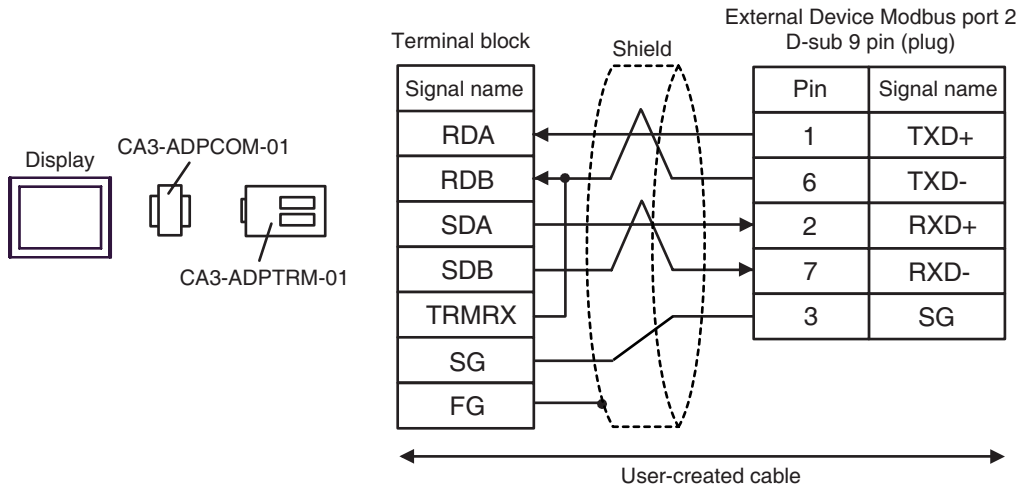 External Device Modbus port 2
D-sub 9 pin (plug)
Terminal block
Shield
Signal name
Pin
Signal name
RDA
1
TXD+
RDB
6
TXD-
SDA
2
RXD+
SDB
7
RXD-
TRMRX
3
SG
SG
FG
Display
CA3-ADPCOM-01
CA3-ADPTRM-01
User-created cable